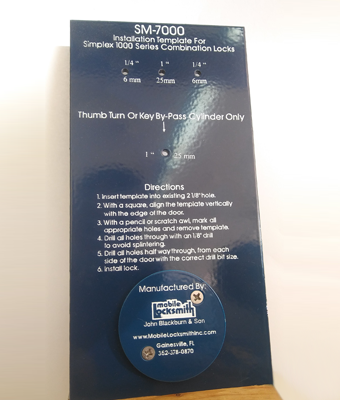 SM-7000
Installation Template For
Simplex 1000 Series Combination Locks
1/4" 1" 1/4"
6 mm 25mm 6mm
Thumb Turn Or Key By-Pass Cylinder Only
1" 25 mm
Directions
1. Insert template into existing 2 1/8" hole.
2. With a square, align the template vertically
with the edge of the door.
3. With a pencil or scratch awl, mark all
appropriate holes and remove template.
4. Drill all holes through with an 1/8" drill
to avoid splintering.
5. Drill all holes half way through, from each
side of the door with the correct drill bit size.
6. Install lock.
Manufactured By:
mobile
Locksmith
John Blackburn & Son
www.MobileLocksmithInc.com
Gainesville, FL
352-378-0870